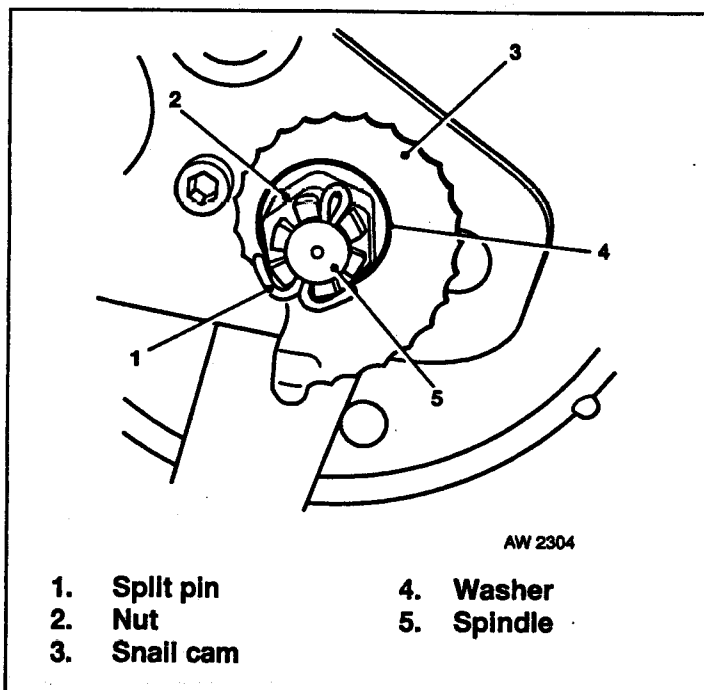 3
2
4
1
5
AW 2304
1. Split pin
2. Nut
3. Snail cam
4. Washer
5. Spindle